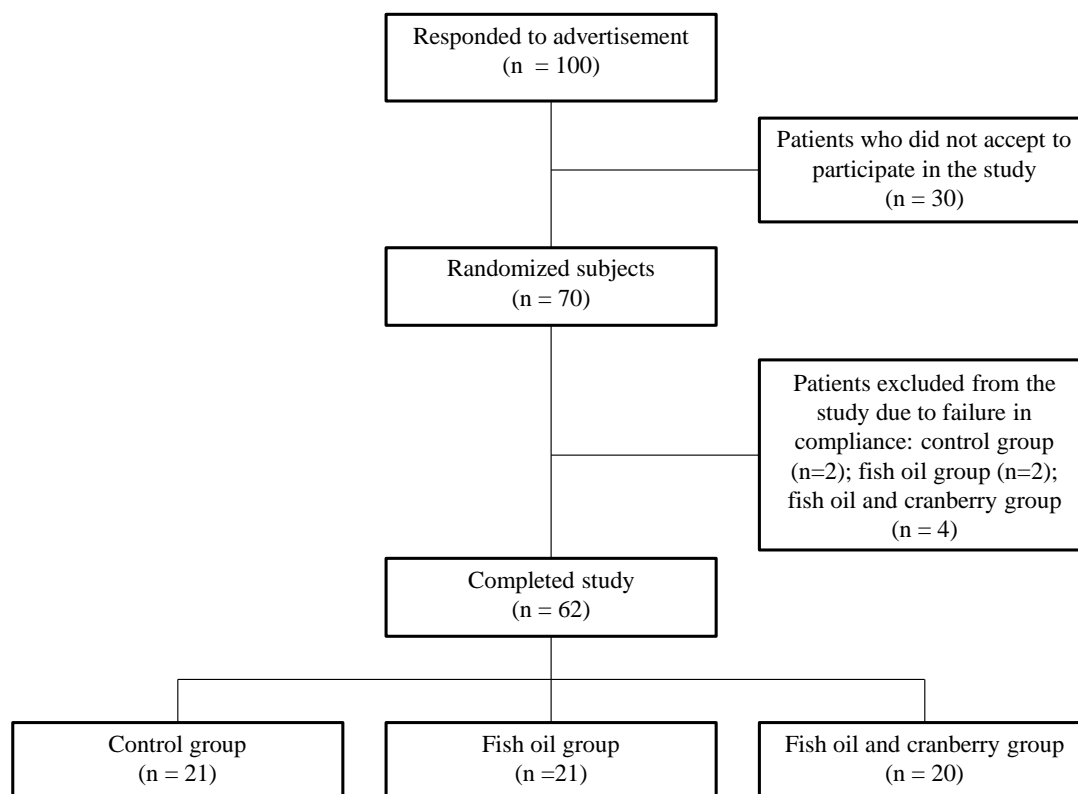 Responded to advertisement
(n  = 100)
Patients who did not accept to
participate in the study
(n = 30)
Randomized subjects
(n = 70)
Patients excluded from the
study due to failure in
compliance: control group
(n=2); fish oil group (n=2);
fish oil and cranberry group
(n = 4)
Completed study
(n = 62)
Control group
(n = 21)
Fish oil group
(n =21)
Fish oil and cranberry group
(n = 20)